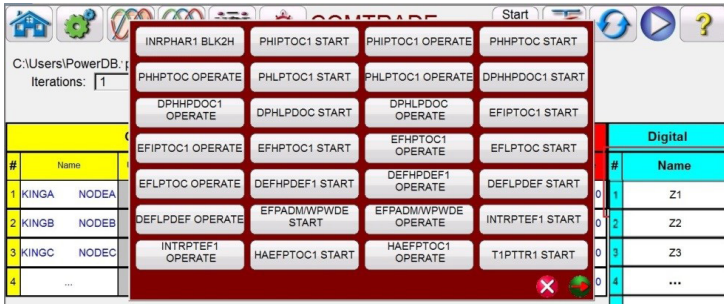 COMTRADE
Start
C:\Users\PowerDB.
Iterations: 1
INRPHAR1 BLK2H
PHIPTOC1 START
PHIPTOC1 OPERATE
PHHPTOC START
PHHPTOC OPERATE
PHLPTOC1 START
PHLPTOC1 OPERATE
DPHHPDOC1 START
DPHHPDOC1
OPERATE
DPHLPDOC START
DPHLPDOC
OPERATE
EFIPTOC1 START
EFIPTOC1 OPERATE
EFHPTOC1 START
EFHPTOC1
OPERATE
EFLPTOC START
EFLPTOC OPERATE
DEFHPDEF1 START
DEFHPDEF1
OPERATE
DEFLPDEF START
DEFLPDEF OPERATE
EFPADM/WPWDE
START
EFPADM/WPWDE
OPERATE
INTRPTEF1 START
INTRPTEF1
OPERATE
HAEFPTOC1 START
HAEFPTOC1
OPERATE
T1PTTR1 START
# Name
1 KINGA NODEA
2 KINGB NODEB
3 KINGC NODEC
4 ...
Digital
# Name
1 Z1
2 Z2
3 Z3
4 ...